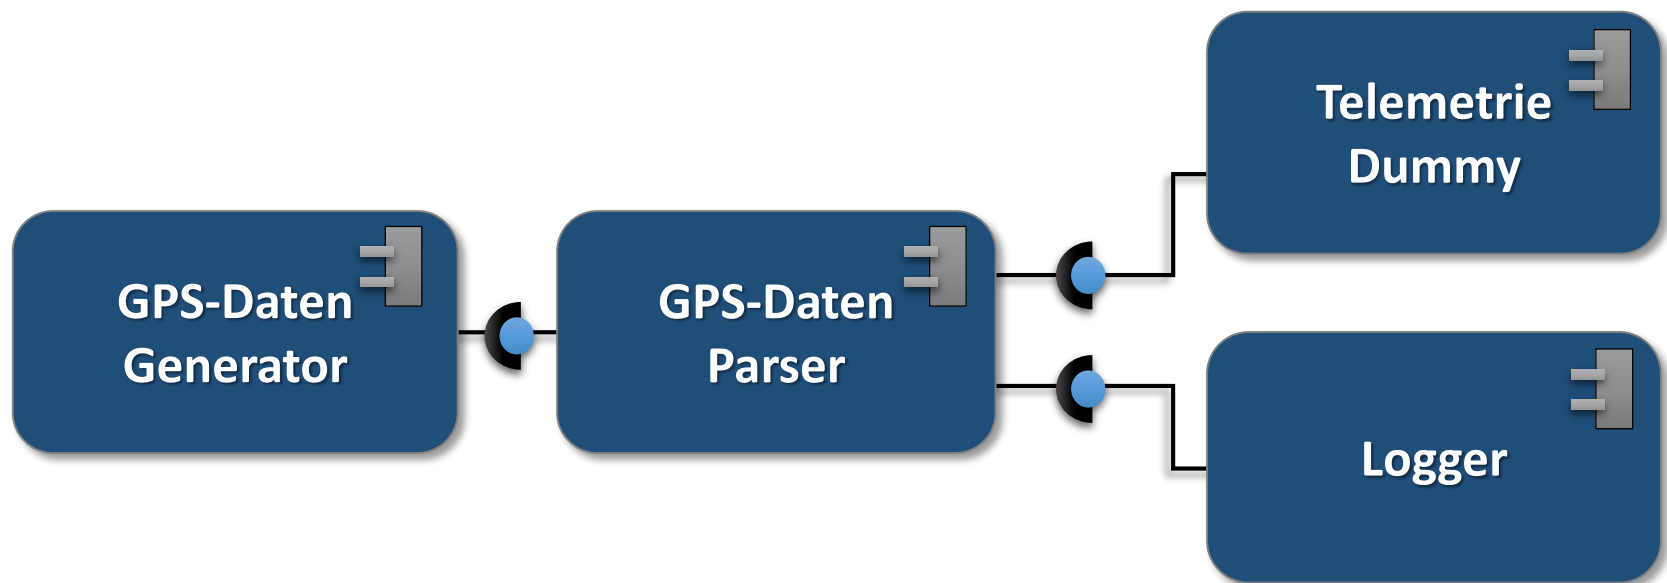 GPS-Daten
Generator
GPS-Daten
Parser
Telemetrie
Dummy
Logger